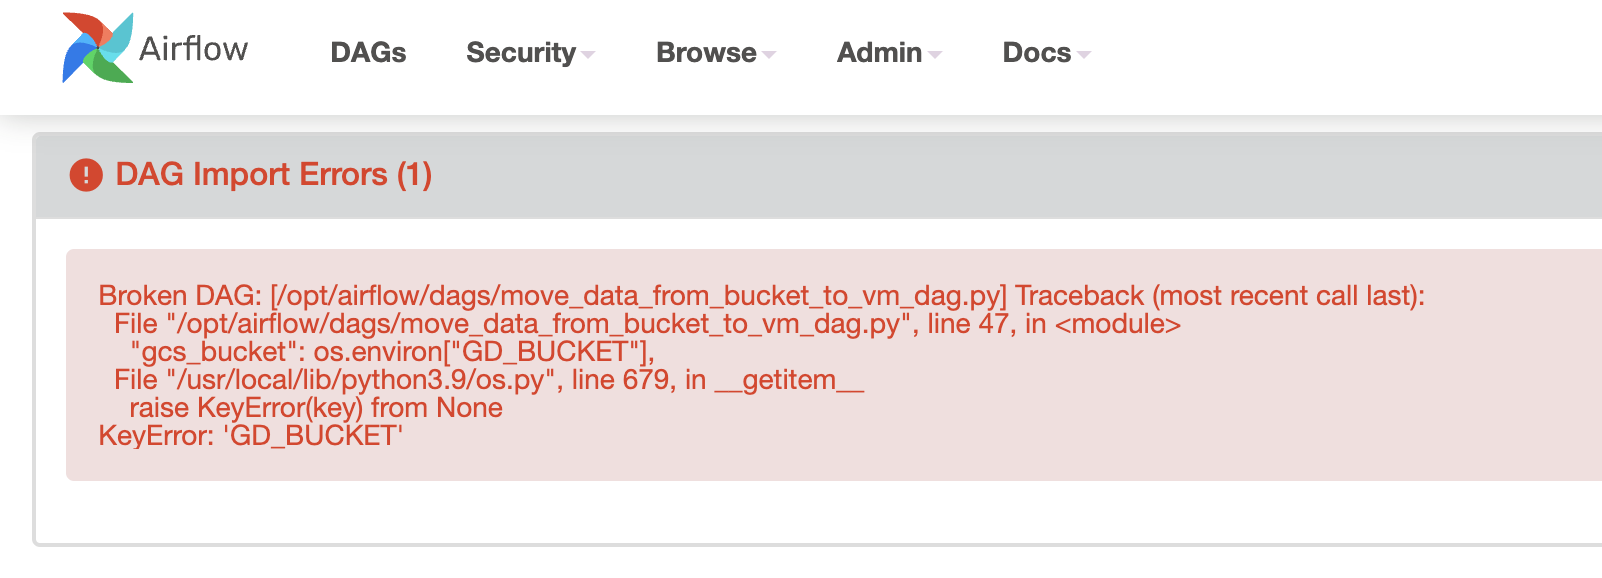 Airflow DAGs Security Browse Admin Docs
DAG Import Errors (1)
Broken DAG: [/opt/airflow/dags/move_data_from_bucket_to_vm_dag.py] Traceback (most recent call last):
File "/opt/airflow/dags/move_data_from_bucket_to_vm_dag.py", line 47, in <module>
"gcs_bucket": os.environ["GD_BUCKET"],
File "/usr/local/lib/python3.9/os.py", line 679, in __getitem__
raise KeyError(key) from None
KeyError: 'GD_BUCKET'